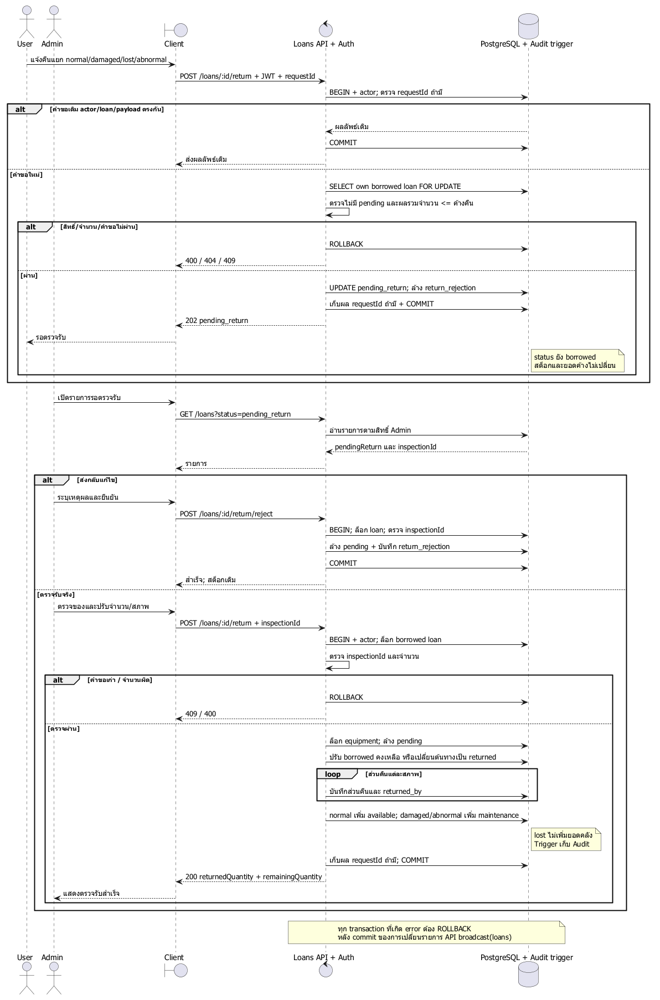 User
Admin
Client
Loans API + Auth
PostgreSQL + Audit trigger
แจ้งคืนแยก normal/damaged/lost/abnormal
POST /loans/:id/return + JWT + requestId
BEGIN + actor; ตรวจ requestId ถ้ามี
alt [คำขอเดิม actor/loan/payload ตรงกัน]
ผลลัพธ์เดิม
COMMIT
ส่งผลลัพธ์เดิม
[คำขอใหม่]
SELECT own borrowed loan FOR UPDATE
ตรวจไม่มี pending และผลรวมจำนวน <= ค้างคืน
alt [สิทธิ์/จำนวน/คำขอไม่ผ่าน]
ROLLBACK
400 / 404 / 409
[ผ่าน]
UPDATE pending_return; ล้าง return_rejection
เก็บผล requestId ถ้ามี + COMMIT
202 pending_return
รอตรวจรับ
status ยัง borrowed
สต็อกและยอดค้างไม่เปลี่ยน
เปิดรายการรอตรวจรับ
GET /loans?status=pending_return
อ่านรายการตามสิทธิ์ Admin
pendingReturn และ inspectionId
รายการ
alt [ส่งกลับแก้ไข]
ระบุเหตุผลและยืนยัน
POST /loans/:id/return/reject
BEGIN; ล็อก loan; ตรวจ inspectionId
ล้าง pending + บันทึก return_rejection
COMMIT
สำเร็จ; สต็อกเดิม
[ตรวจรับจริง]
ตรวจของและปรับจำนวน/สภาพ
POST /loans/:id/return + inspectionId
BEGIN + actor; ล็อก borrowed loan
ตรวจ inspectionId และจำนวน
alt [คำขอเก่า / จำนวนผิด]
ROLLBACK
409 / 400
[ตรวจผ่าน]
ล็อก equipment; ล้าง pending
ปรับ borrowed คงเหลือ หรือเปลี่ยนต้นทางเป็น returned
loop [ส่วนคืนแต่ละสภาพ]
บันทึกส่วนคืนและ returned_by
normal เพิ่ม available; damaged/abnormal เพิ่ม maintenance
lost ไม่เพิ่มยอดคลัง
Trigger เก็บ Audit
เก็บผล requestId ถ้ามี; COMMIT
200 returnedQuantity + remainingQuantity
แสดงตรวจรับสำเร็จ
ทุก transaction ที่เกิด error ต้อง ROLLBACK
หลัง commit ของการเปลี่ยนรายการ API broadcast(loans)
User
Admin
Client
Loans API + Auth
PostgreSQL + Audit trigger